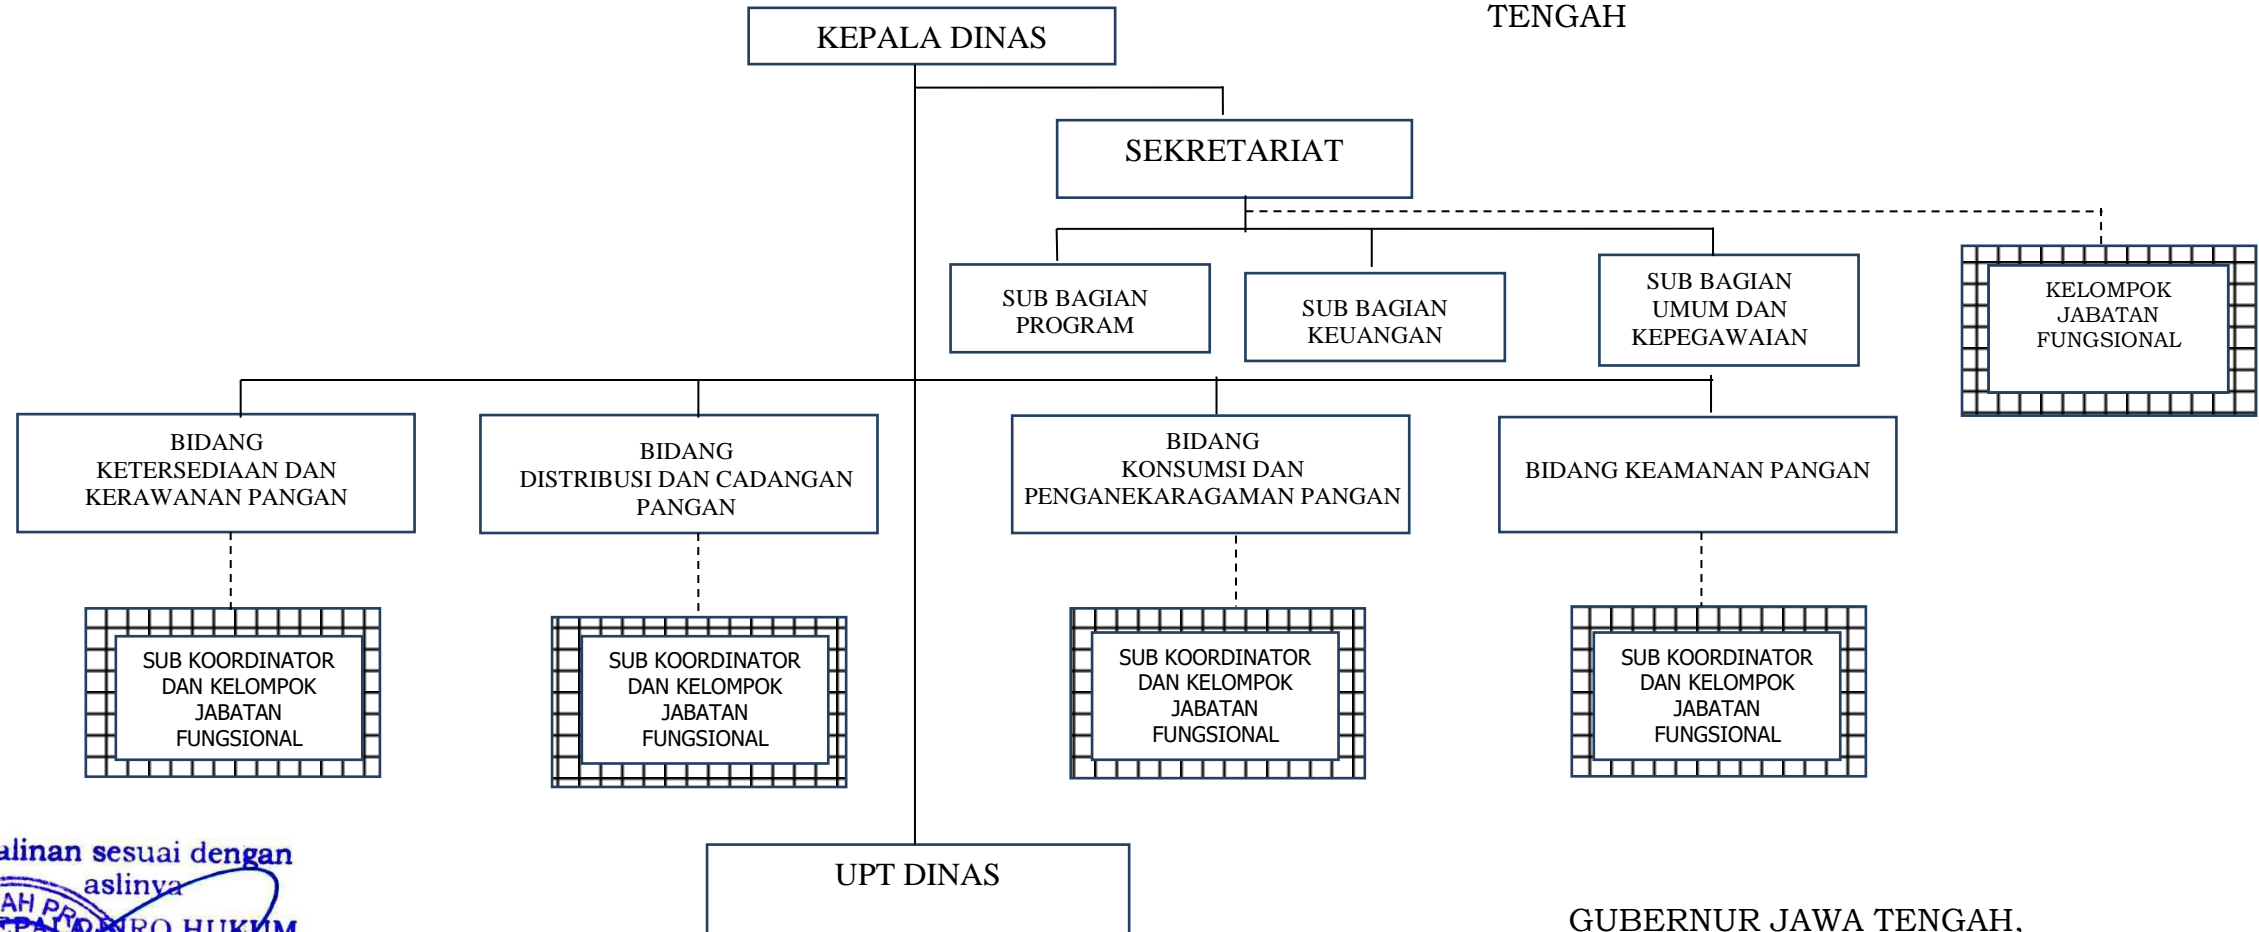 TENGAH
KEPALA DINAS
SEKRETARIAT
SUB BAGIAN
PROGRAM
SUB BAGIAN
KEUANGAN
SUB BAGIAN
UMUM DAN
KEPEGAWAIAN
KELOMPOK
JABATAN
FUNGSIONAL
BIDANG
KETERSEDIAAN DAN
KERAWANAN PANGAN
BIDANG
DISTRIBUSI DAN CADANGAN
PANGAN
BIDANG
KONSUMSI DAN
PENGANEKARAGAMAN PANGAN
BIDANG KEAMANAN PANGAN
SUB KOORDINATOR
DAN KELOMPOK
JABATAN
FUNGSIONAL
SUB KOORDINATOR
DAN KELOMPOK
JABATAN
FUNGSIONAL
SUB KOORDINATOR
DAN KELOMPOK
JABATAN
FUNGSIONAL
SUB KOORDINATOR
DAN KELOMPOK
JABATAN
FUNGSIONAL
UPT DINAS
alinan sesuai dengan
aslinya
HUKUM
GUBERNUR JAWA TENGAH,